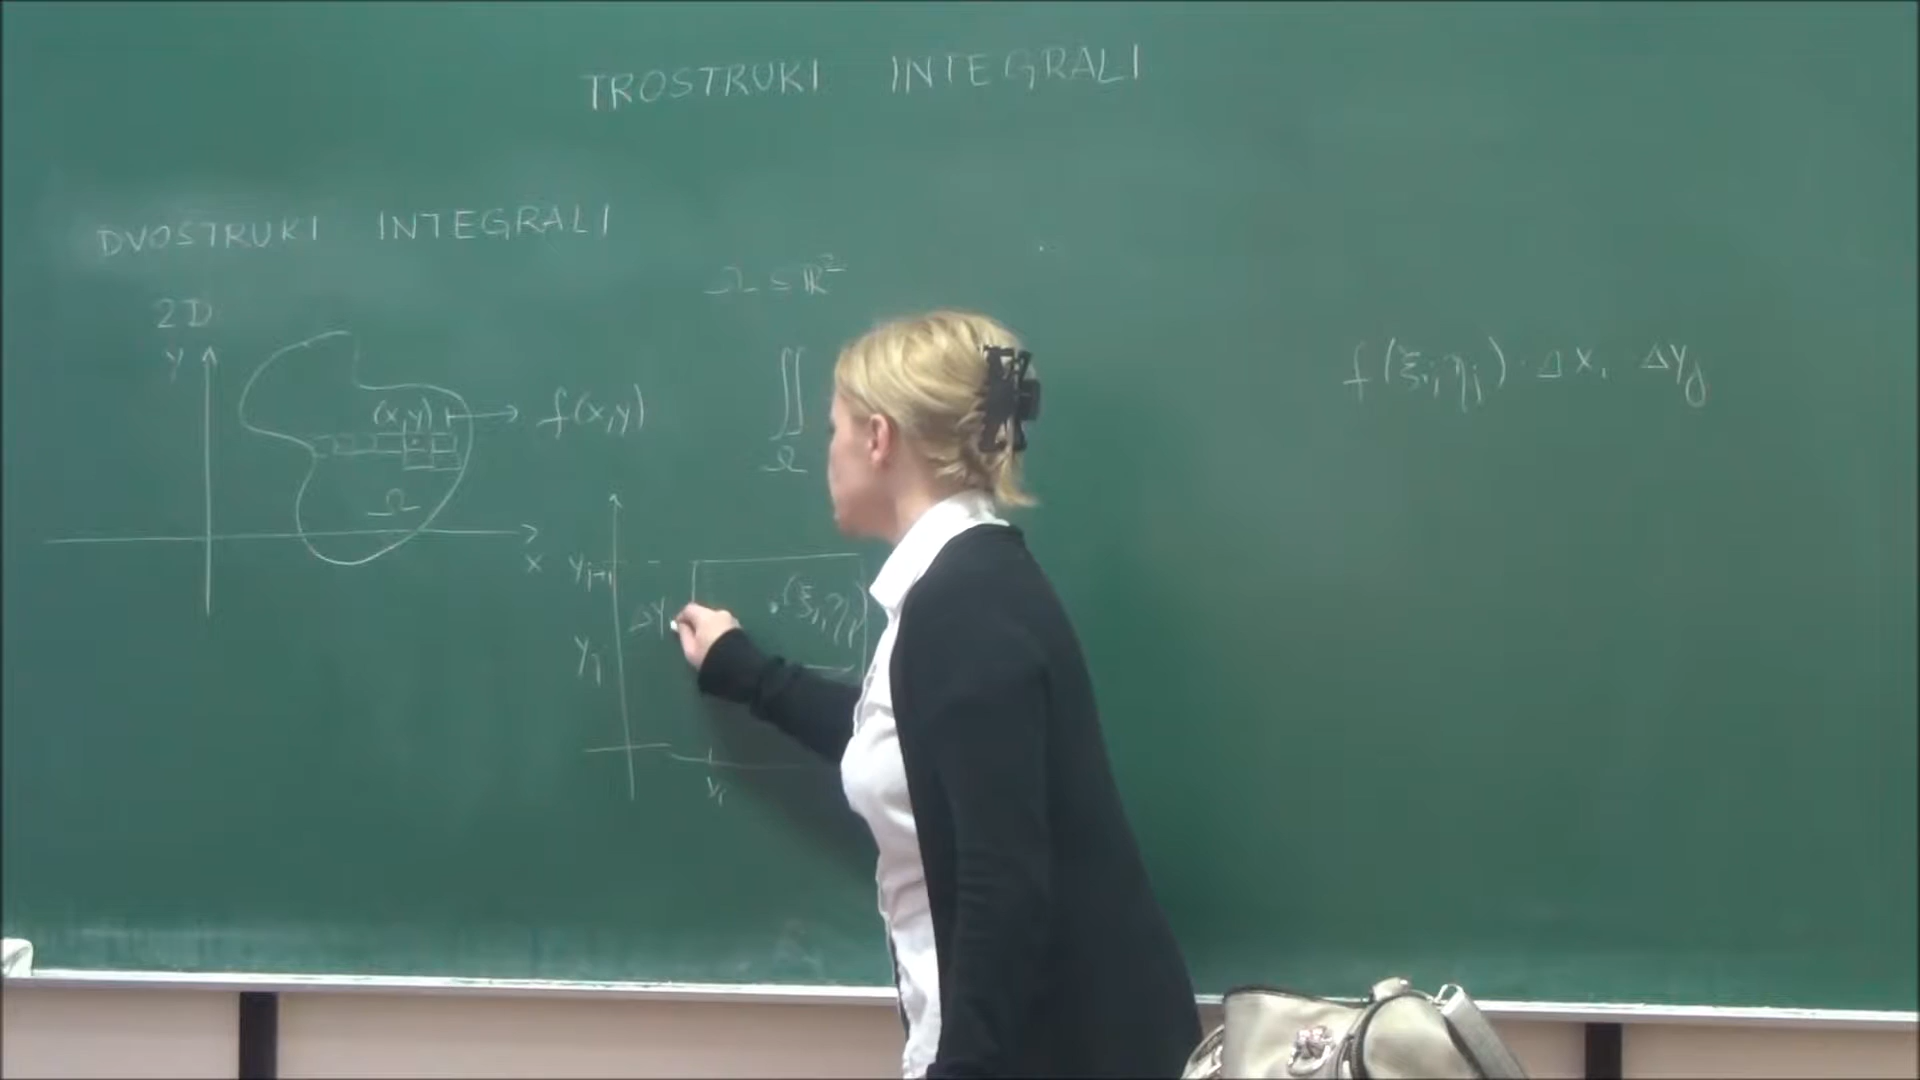 TROSTRUKI INTEGRALI
DVOSTRUKI INTEGRALI
Ω ⊆ ℝ²
2D
y
(x,y) ↦ f(x,y)
Ω
x
∬
Ω
f(ξᵢ,ηⱼ)·Δxᵢ Δyⱼ
yⱼ₊₁
Δy
(ξᵢ,ηⱼ
yⱼ
xᵢ